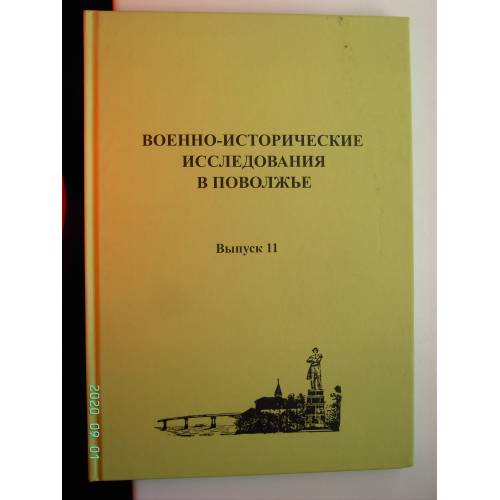 ВОЕННО-ИСТОРИЧЕСКИЕ
ИССЛЕДОВАНИЯ
В ПОВОЛЖЬЕ
Выпуск 11
2020 09 01